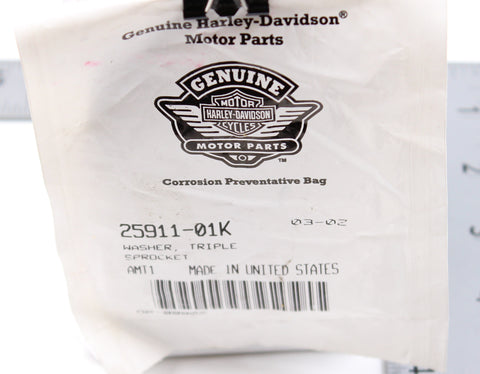 Genuine Harley-Davidson®
Motor Parts
GENUINE
MOTOR
HARLEY-DAVIDSON
CYCLES
MOTOR PARTS
TM
Corrosion Preventative Bag
25911-01K 03-02
WASHER, TRIPLE
SPROCKET
AMT1 MADE IN UNITED STATES